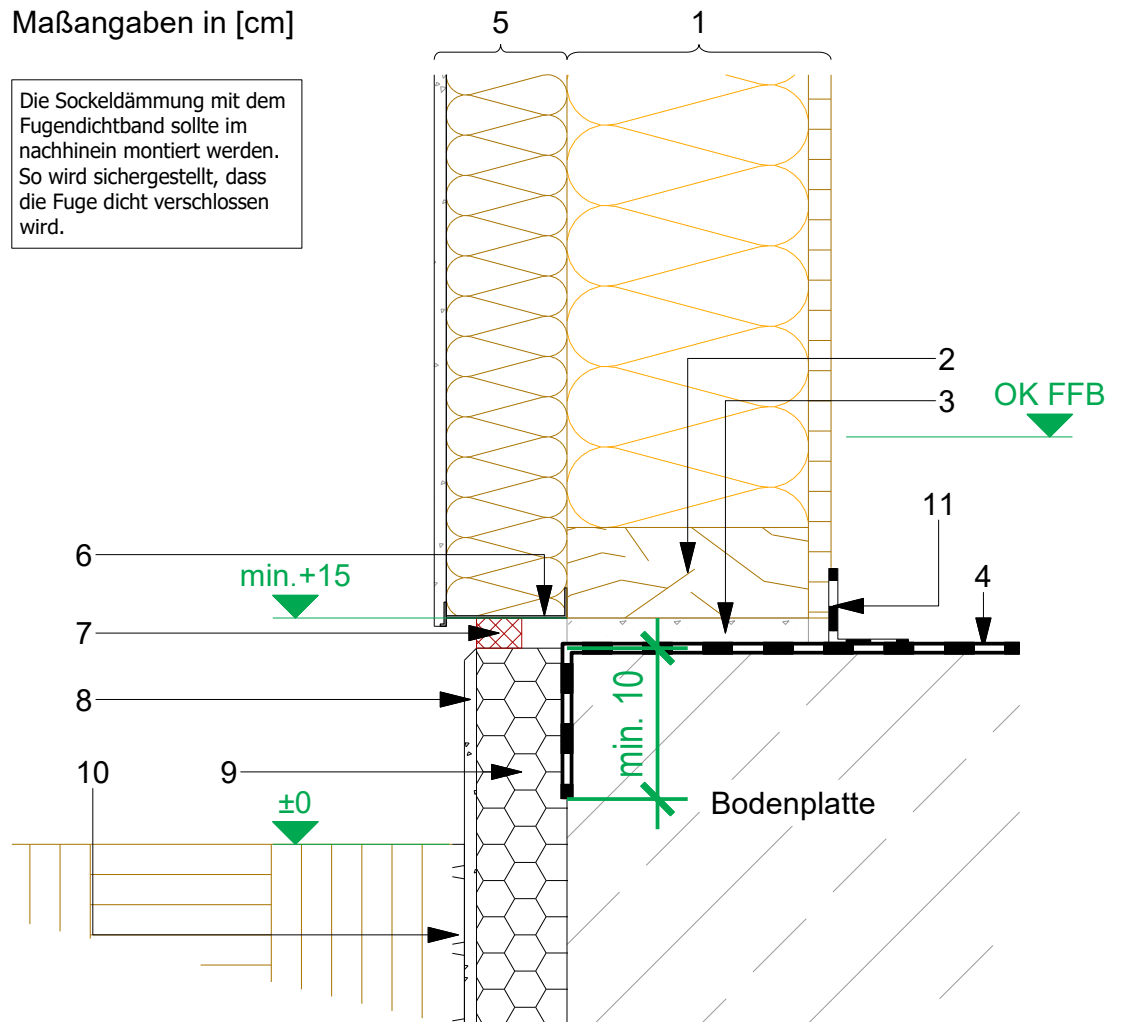 Maßangaben in [cm]
5
1
Die Sockeldämmung mit dem
Fugendichtband sollte im
nachhinein montiert werden.
So wird sichergestellt, dass
die Fuge dicht verschlossen
wird.
2
3
OK FFB
11
6
min.+15
4
7
8
min. 10
10
9
±0
Bodenplatte